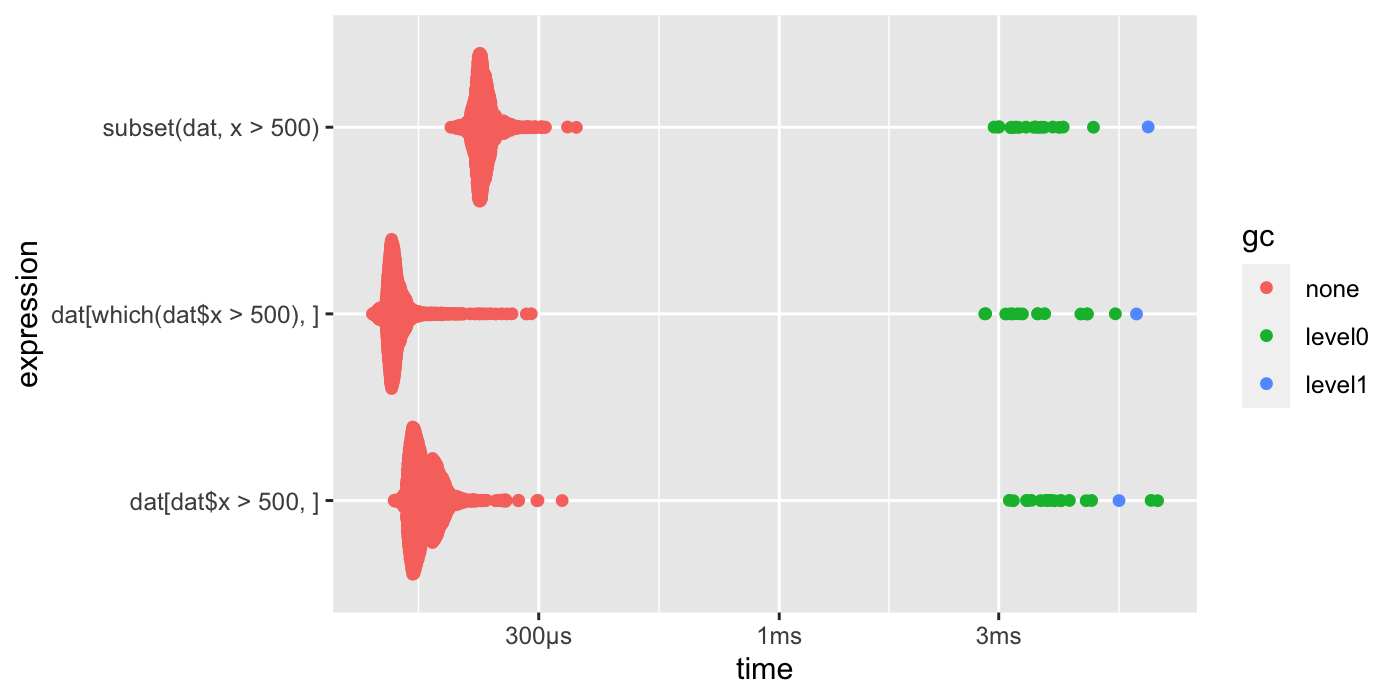 expression
subset(dat, x > 500)
dat[which(dat$x > 500), ]
dat[dat$x > 500, ]
300µs
1ms
3ms
time
gc
none
level0
level1